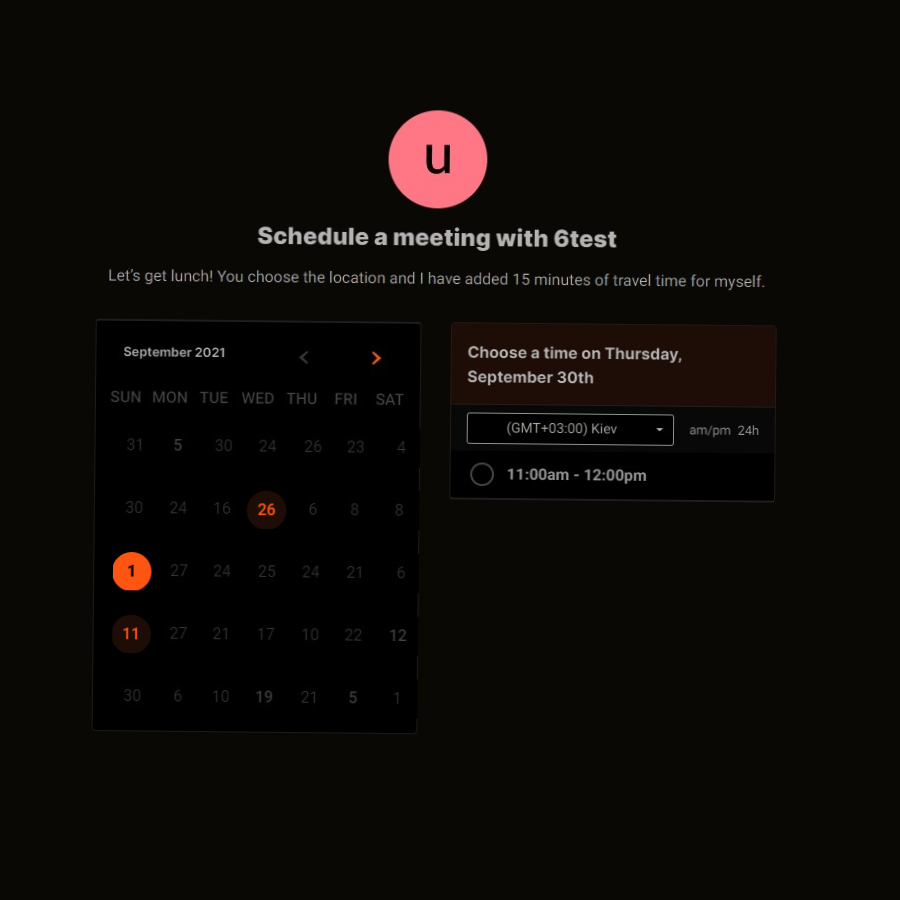 u
Schedule a meeting with 6test
Let's get lunch! You choose the location and I have added 15 minutes of travel time for myself.
September 2021
SUN MON TUE WED THU FRI SAT
31 5 30 24 26 23 4
30 24 16 26 6 8 8
1 27 24 25 24 21 6
11 27 21 17 10 22 12
30 6 10 19 21 5 1
Choose a time on Thursday,
September 30th
(GMT+03:00) Kiev am/pm 24h
11:00am - 12:00pm